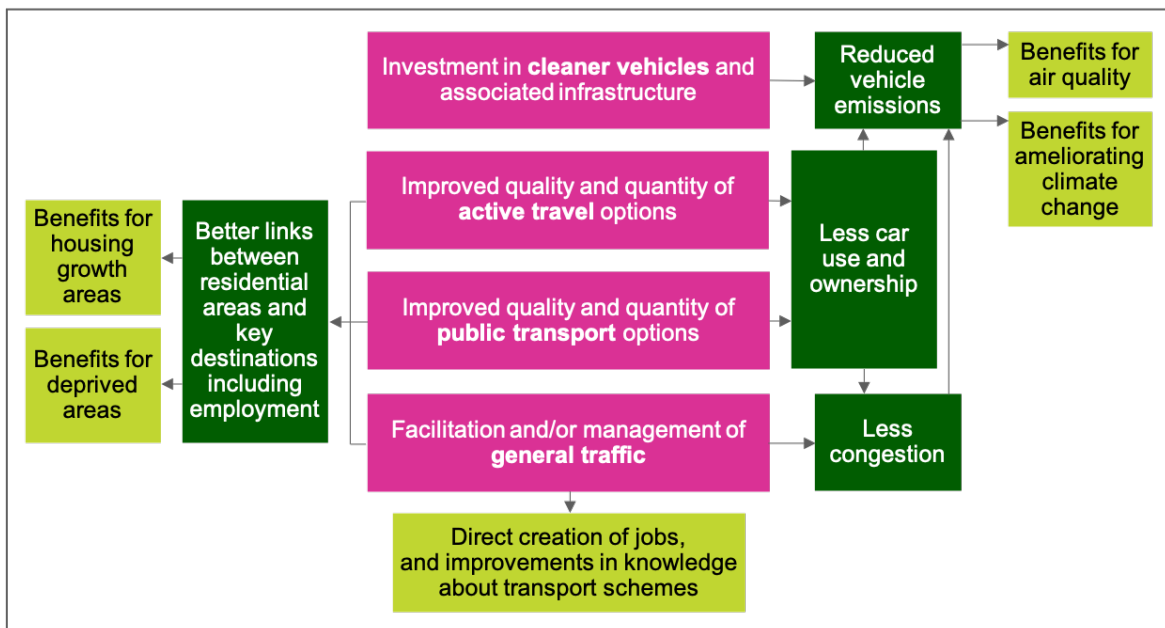 Investment in cleaner vehicles and
associated infrastructure
Reduced
vehicle
emissions
Benefits for
air quality
Benefits for
ameliorating
climate
change
Improved quality and quantity of
active travel options
Less car
use and
ownership
Benefits for
housing
growth
areas
Better links
between
residential
areas and
key
destinations
including
employment
Improved quality and quantity of
public transport options
Benefits for
deprived
areas
Facilitation and/or management of
general traffic
Less
congestion
Direct creation of jobs,
and improvements in knowledge
about transport schemes